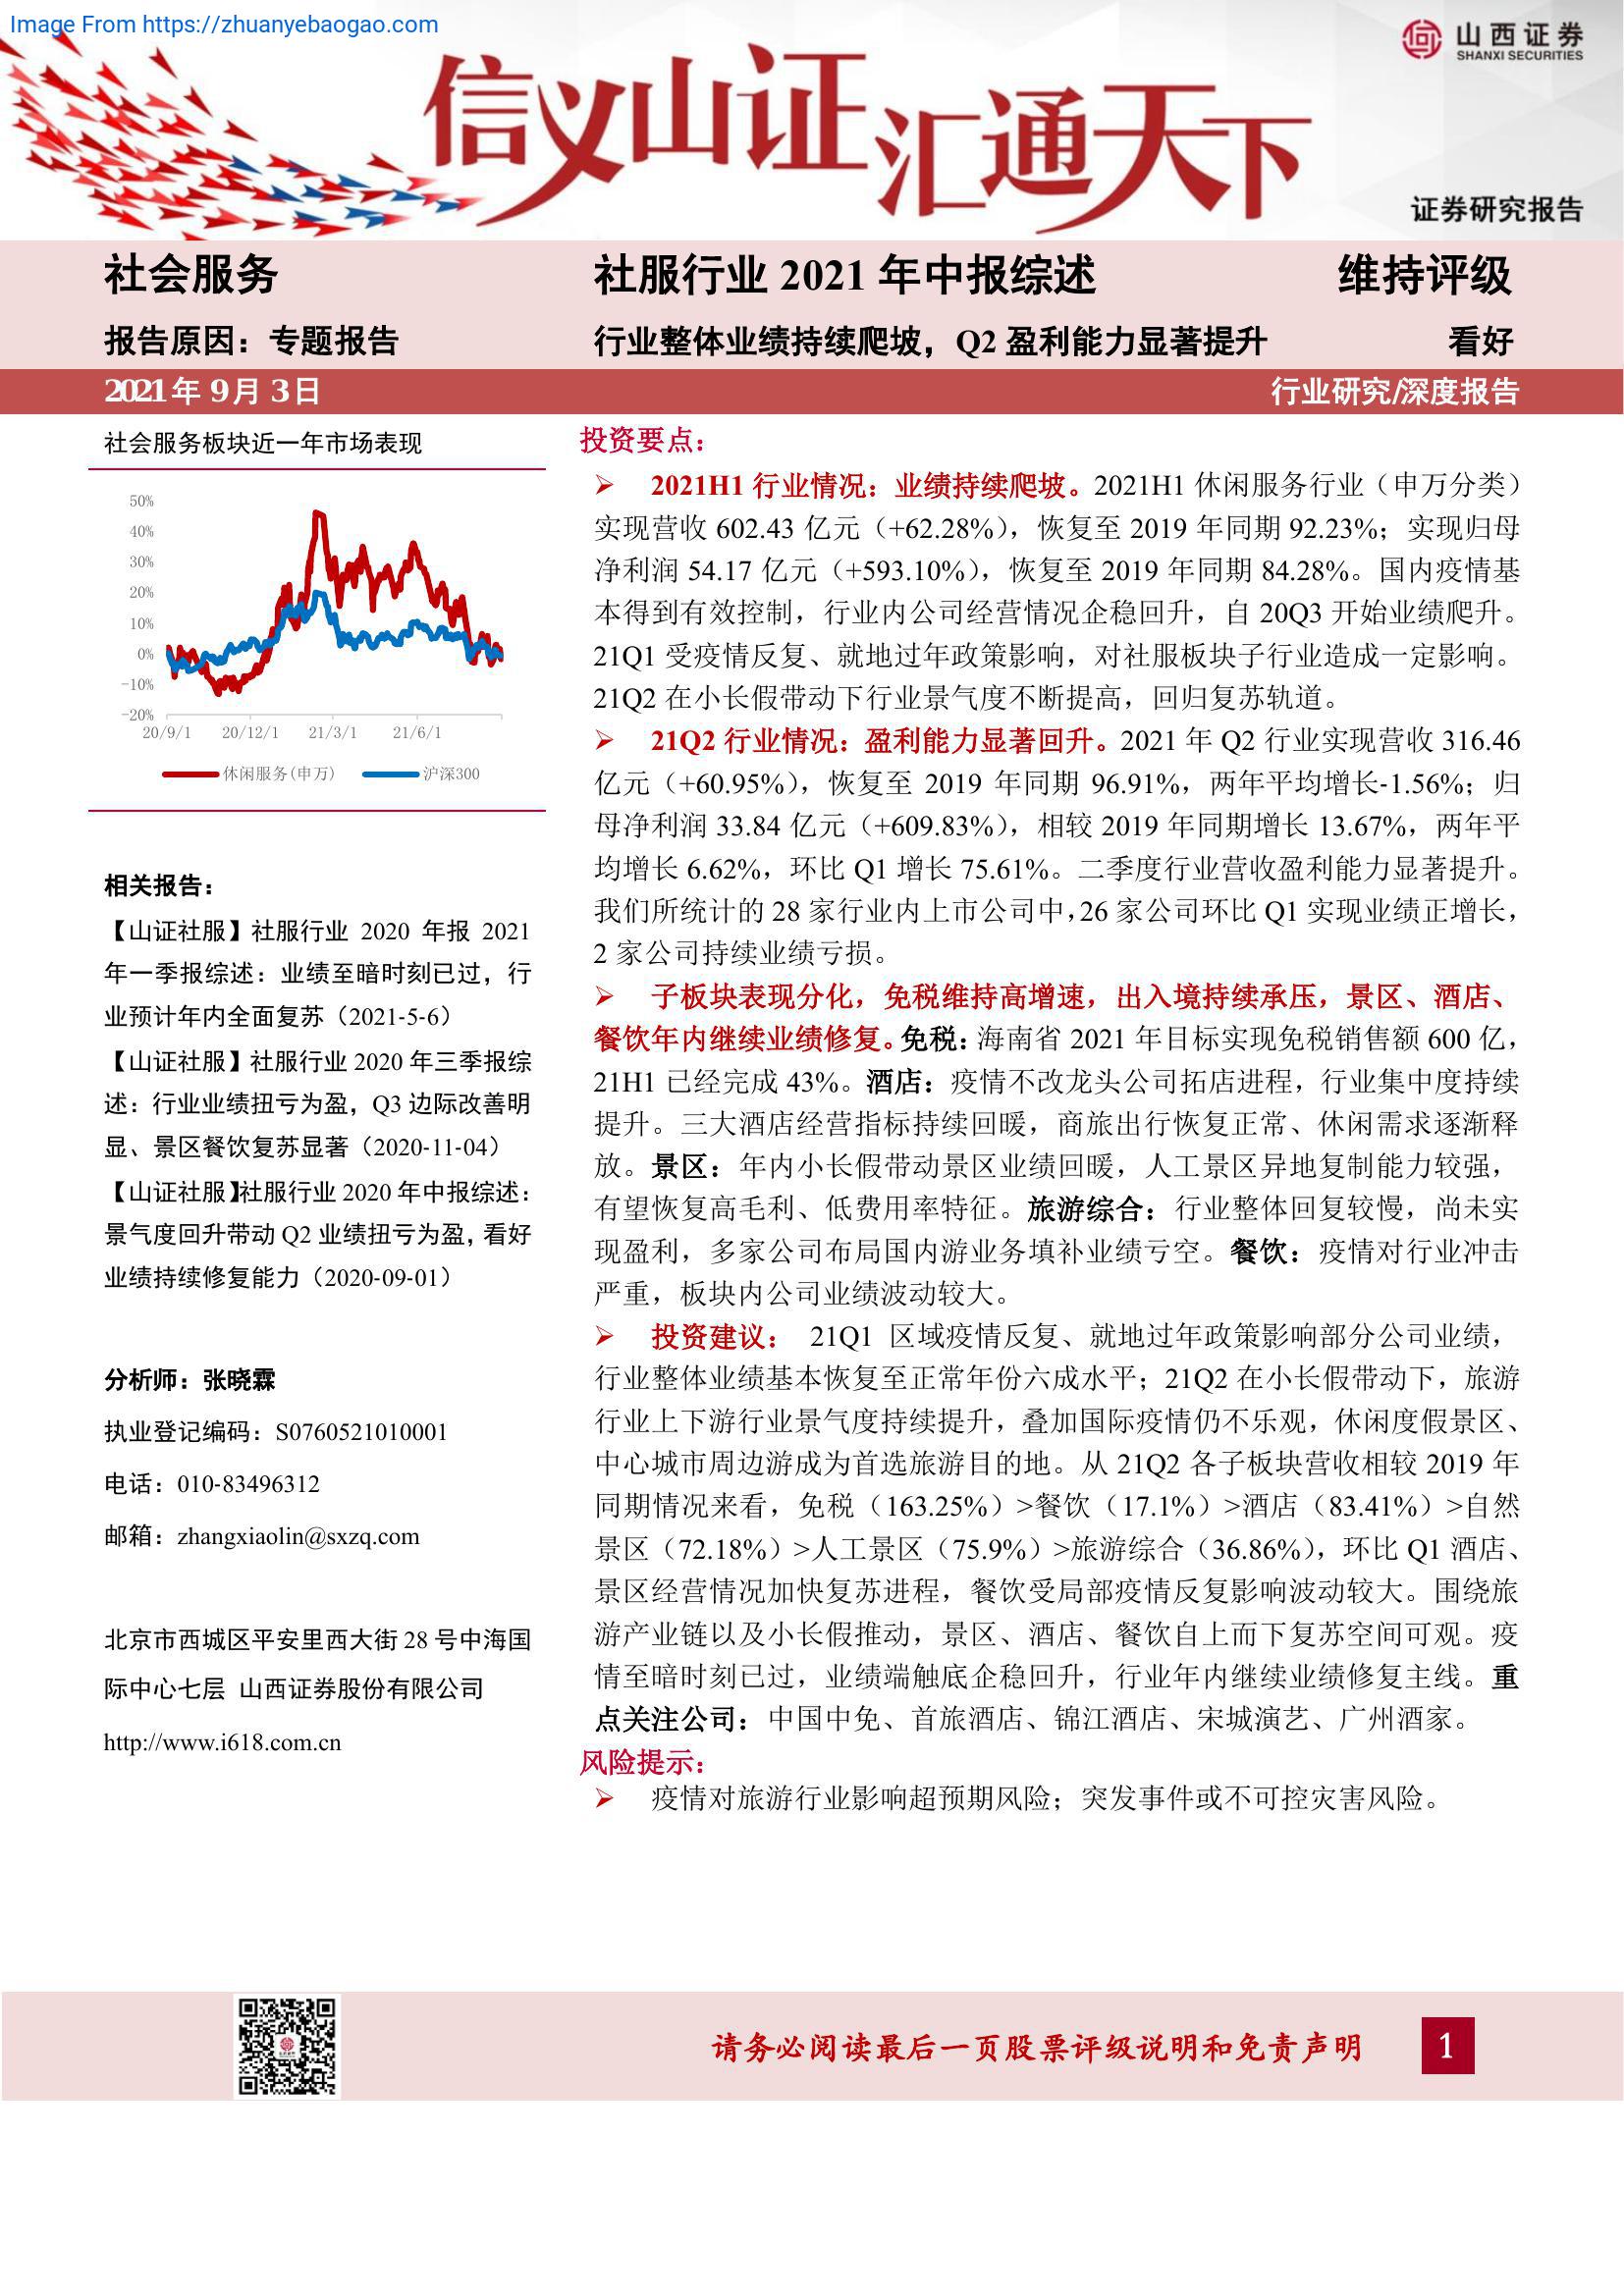 Image From https://zhuanyebaogao.com
山西证券
SHANXI SECURITIES
信义山证汇通天下
证券研究报告
社会服务
报告原因：专题报告
社服行业 2021 年中报综述
维持评级
行业整体业绩持续爬坡，Q2 盈利能力显著提升
看好
2021 年 9 月 3 日
行业研究/深度报告
社会服务板块近一年市场表现
50%
40%
30%
20%
10%
0%
-10%
-20%
20/9/1 20/12/1 21/3/1 21/6/1
休闲服务(申万) 沪深300
相关报告：
【山证社服】社服行业 2020 年报 2021
年一季报综述：业绩至暗时刻已过，行
业预计年内全面复苏（2021-5-6）
【山证社服】社服行业 2020 年三季报综
述：行业业绩扭亏为盈，Q3 边际改善明
显、景区餐饮复苏显著（2020-11-04）
【山证社服】社服行业 2020 年中报综述：
景气度回升带动 Q2 业绩扭亏为盈，看好
业绩持续修复能力（2020-09-01）
分析师：张晓霖
执业登记编码：S0760521010001
电话：010-83496312
邮箱：zhangxiaolin@sxzq.com
北京市西城区平安里西大街 28 号中海国
际中心七层 山西证券股份有限公司
http://www.i618.com.cn
投资要点：
➢ 2021H1 行业情况：业绩持续爬坡。2021H1 休闲服务行业（申万分类）
实现营收 602.43 亿元（+62.28%），恢复至 2019 年同期 92.23%；实现归母
净利润 54.17 亿元（+593.10%），恢复至 2019 年同期 84.28%。国内疫情基
本得到有效控制，行业内公司经营情况企稳回升，自 20Q3 开始业绩爬升。
21Q1 受疫情反复、就地过年政策影响，对社服板块子行业造成一定影响。
21Q2 在小长假带动下行业景气度不断提高，回归复苏轨道。
➢ 21Q2 行业情况：盈利能力显著回升。2021 年 Q2 行业实现营收 316.46
亿元（+60.95%），恢复至 2019 年同期 96.91%，两年平均增长-1.56%；归
母净利润 33.84 亿元（+609.83%），相较 2019 年同期增长 13.67%，两年平
均增长 6.62%，环比 Q1 增长 75.61%。二季度行业营收盈利能力显著提升。
我们所统计的 28 家行业内上市公司中，26 家公司环比 Q1 实现业绩正增长，
2 家公司持续业绩亏损。
➢ 子板块表现分化，免税维持高增速，出入境持续承压，景区、酒店、
餐饮年内继续业绩修复。免税：海南省 2021 年目标实现免税销售额 600 亿，
21H1 已经完成 43%。酒店：疫情不改龙头公司拓店进程，行业集中度持续
提升。三大酒店经营指标持续回暖，商旅出行恢复正常、休闲需求逐渐释
放。景区：年内小长假带动景区业绩回暖，人工景区异地复制能力较强，
有望恢复高毛利、低费用率特征。旅游综合：行业整体回复较慢，尚未实
现盈利，多家公司布局国内游业务填补业绩亏空。餐饮：疫情对行业冲击
严重，板块内公司业绩波动较大。
➢ 投资建议： 21Q1 区域疫情反复、就地过年政策影响部分公司业绩，
行业整体业绩基本恢复至正常年份六成水平；21Q2 在小长假带动下，旅游
行业上下游行业景气度持续提升，叠加国际疫情仍不乐观，休闲度假景区、
中心城市周边游成为首选旅游目的地。从 21Q2 各子板块营收相较 2019 年
同期情况来看，免税（163.25%）>餐饮（17.1%）>酒店（83.41%）>自然
景区（72.18%）>人工景区（75.9%）>旅游综合（36.86%），环比 Q1 酒店、
景区经营情况加快复苏进程，餐饮受局部疫情反复影响波动较大。围绕旅
游产业链以及小长假推动，景区、酒店、餐饮自上而下复苏空间可观。疫
情至暗时刻已过，业绩端触底企稳回升，行业年内继续业绩修复主线。重
点关注公司：中国中免、首旅酒店、锦江酒店、宋城演艺、广州酒家。
风险提示：
➢ 疫情对旅游行业影响超预期风险；突发事件或不可控灾害风险。
请务必阅读最后一页股票评级说明和免责声明
1